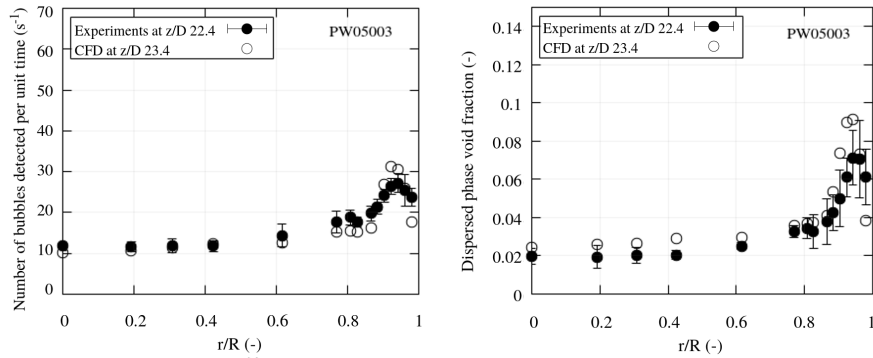 Number of bubbles detected per unit time (s⁻¹)
70
60
50
40
30
20
10
0
Experiments at z/D 22.4
CFD at z/D 23.4
PW05003
0 0.2 0.4 0.6 0.8 1
r/R (-)
Dispersed phase void fraction (-)
0.14
0.12
0.1
0.08
0.06
0.04
0.02
0
Experiments at z/D 22.4
CFD at z/D 23.4
PW05003
0 0.2 0.4 0.6 0.8 1
r/R (-)